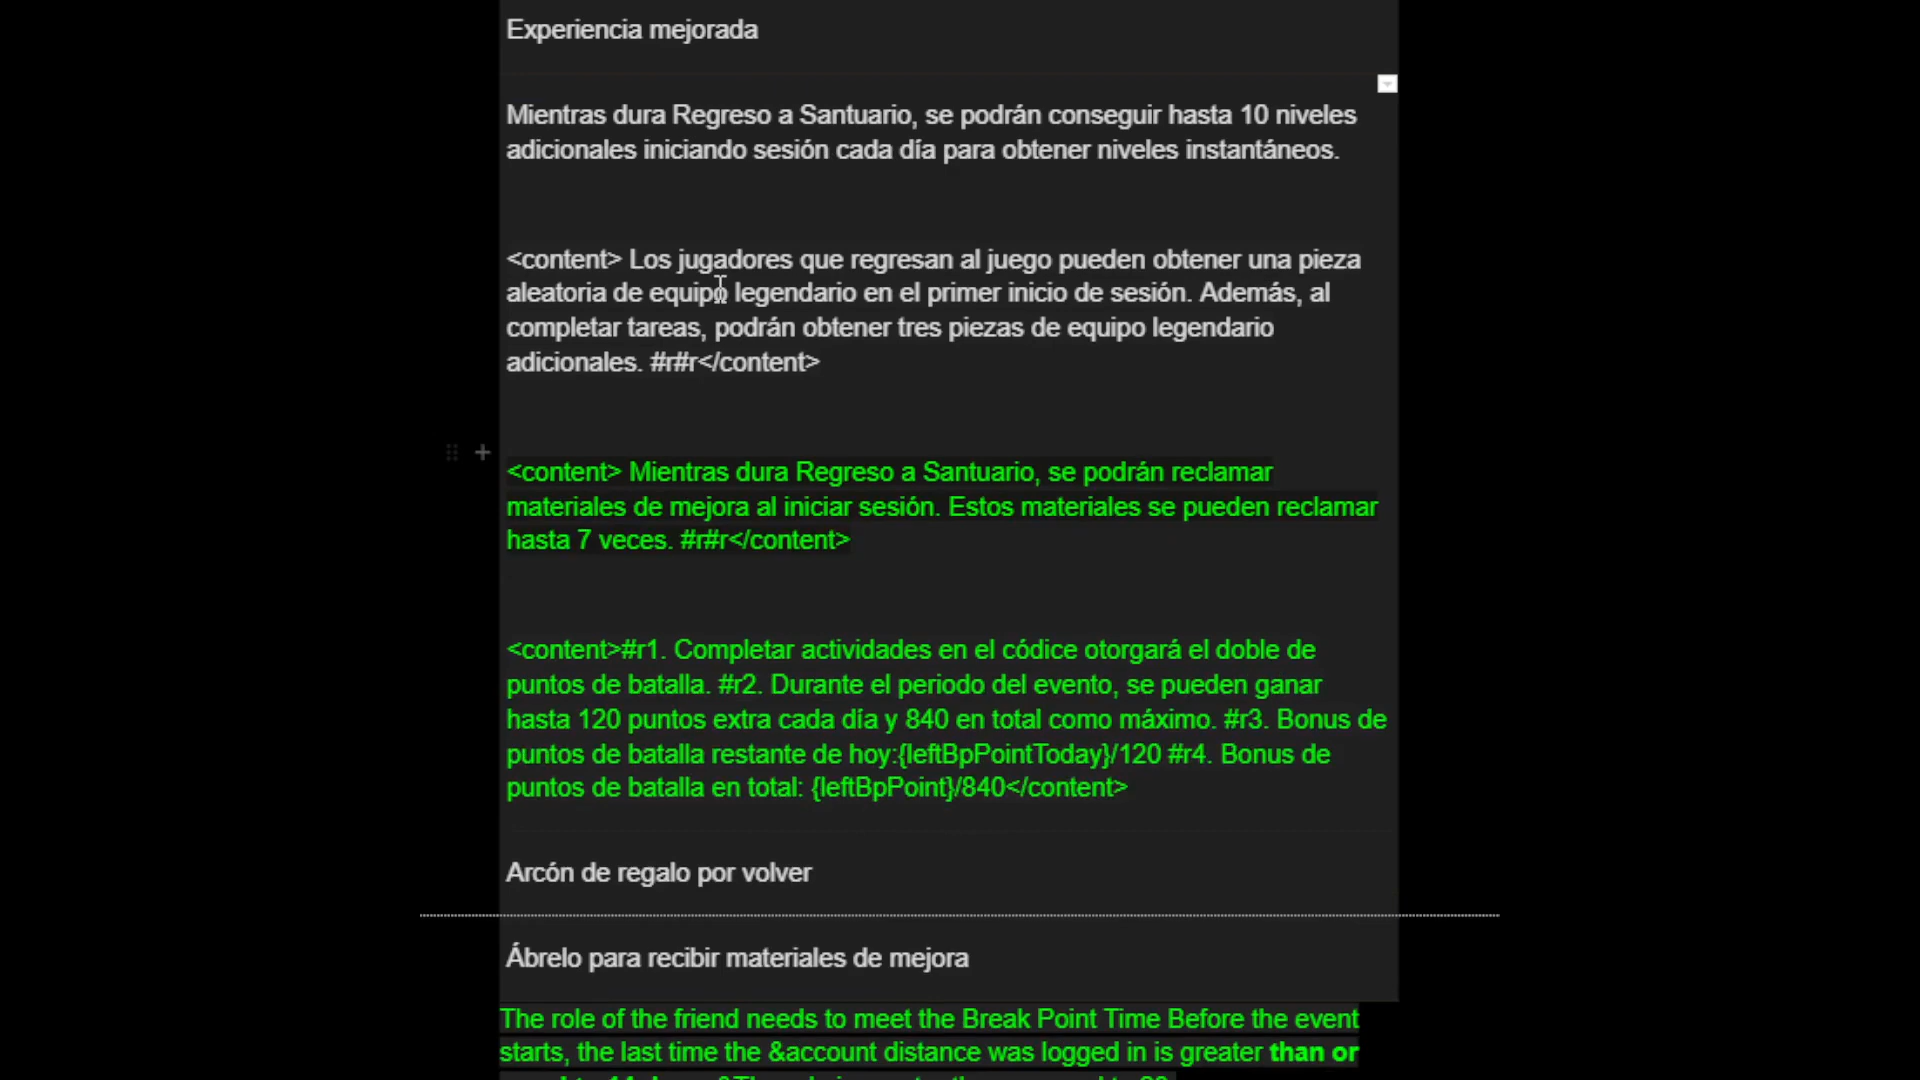 Experiencia mejorada
Mientras dura Regreso a Santuario, se podrán conseguir hasta 10 niveles
adicionales iniciando sesión cada día para obtener niveles instantáneos.
<content> Los jugadores que regresan al juego pueden obtener una pieza
aleatoria de equipo legendario en el primer inicio de sesión. Además, al
completar tareas, podrán obtener tres piezas de equipo legendario
adicionales. #r#r</content>
<content> Mientras dura Regreso a Santuario, se podrán reclamar
materiales de mejora al iniciar sesión. Estos materiales se pueden reclamar
hasta 7 veces. #r#r</content>
<content>#r1. Completar actividades en el códice otorgará el doble de
puntos de batalla. #r2. Durante el periodo del evento, se pueden ganar
hasta 120 puntos extra cada día y 840 en total como máximo. #r3. Bonus de
puntos de batalla restante de hoy:{leftBpPointToday}/120 #r4. Bonus de
puntos de batalla en total: {leftBpPoint}/840</content>
Arcón de regalo por volver
Ábrelo para recibir materiales de mejora
The role of the friend needs to meet the Break Point Time Before the event
starts, the last time the &account distance was logged in is greater than or